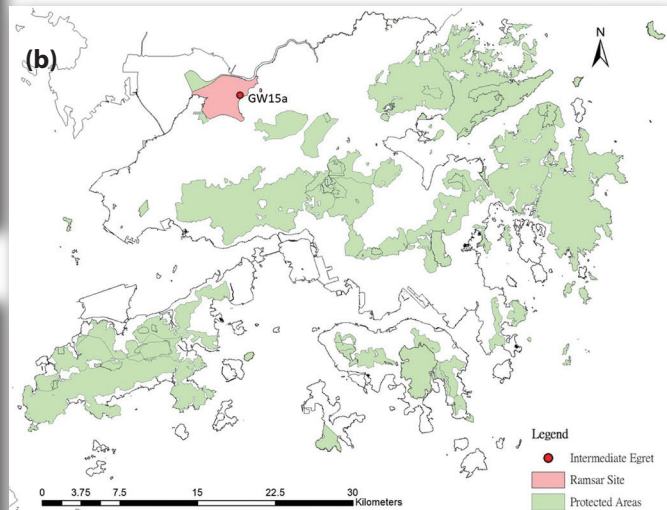 (b)
N
GW15a
Legend
Intermediate Egret
Ramsar Site
Protected Areas
0 3.75 7.5 15 22.5 30
Kilometers